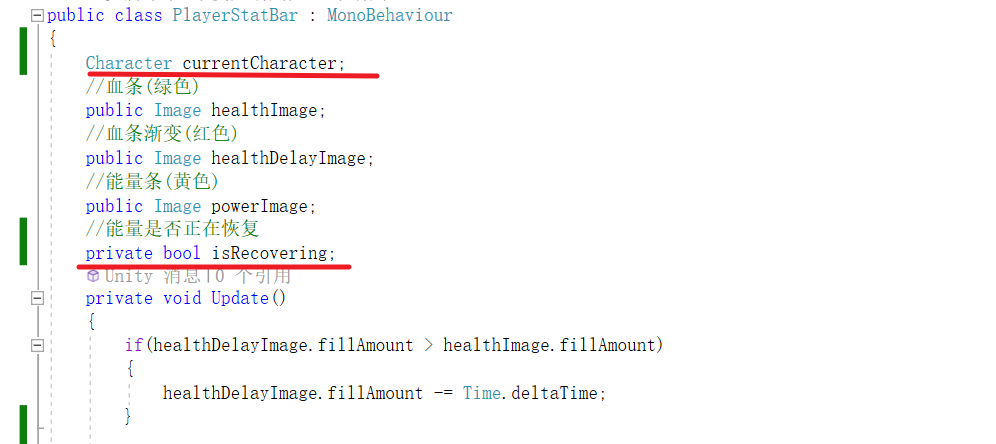 public class PlayerStatBar : MonoBehaviour
{
Character currentCharacter;
//血条(绿色)
public Image healthImage;
//血条渐变(红色)
public Image healthDelayImage;
//能量条(黄色)
public Image powerImage;
//能量是否正在恢复
private bool isRecovering;
Unity 消息|0 个引用
private void Update()
{
if(healthDelayImage.fillAmount > healthImage.fillAmount)
{
healthDelayImage.fillAmount -= Time.deltaTime;
}